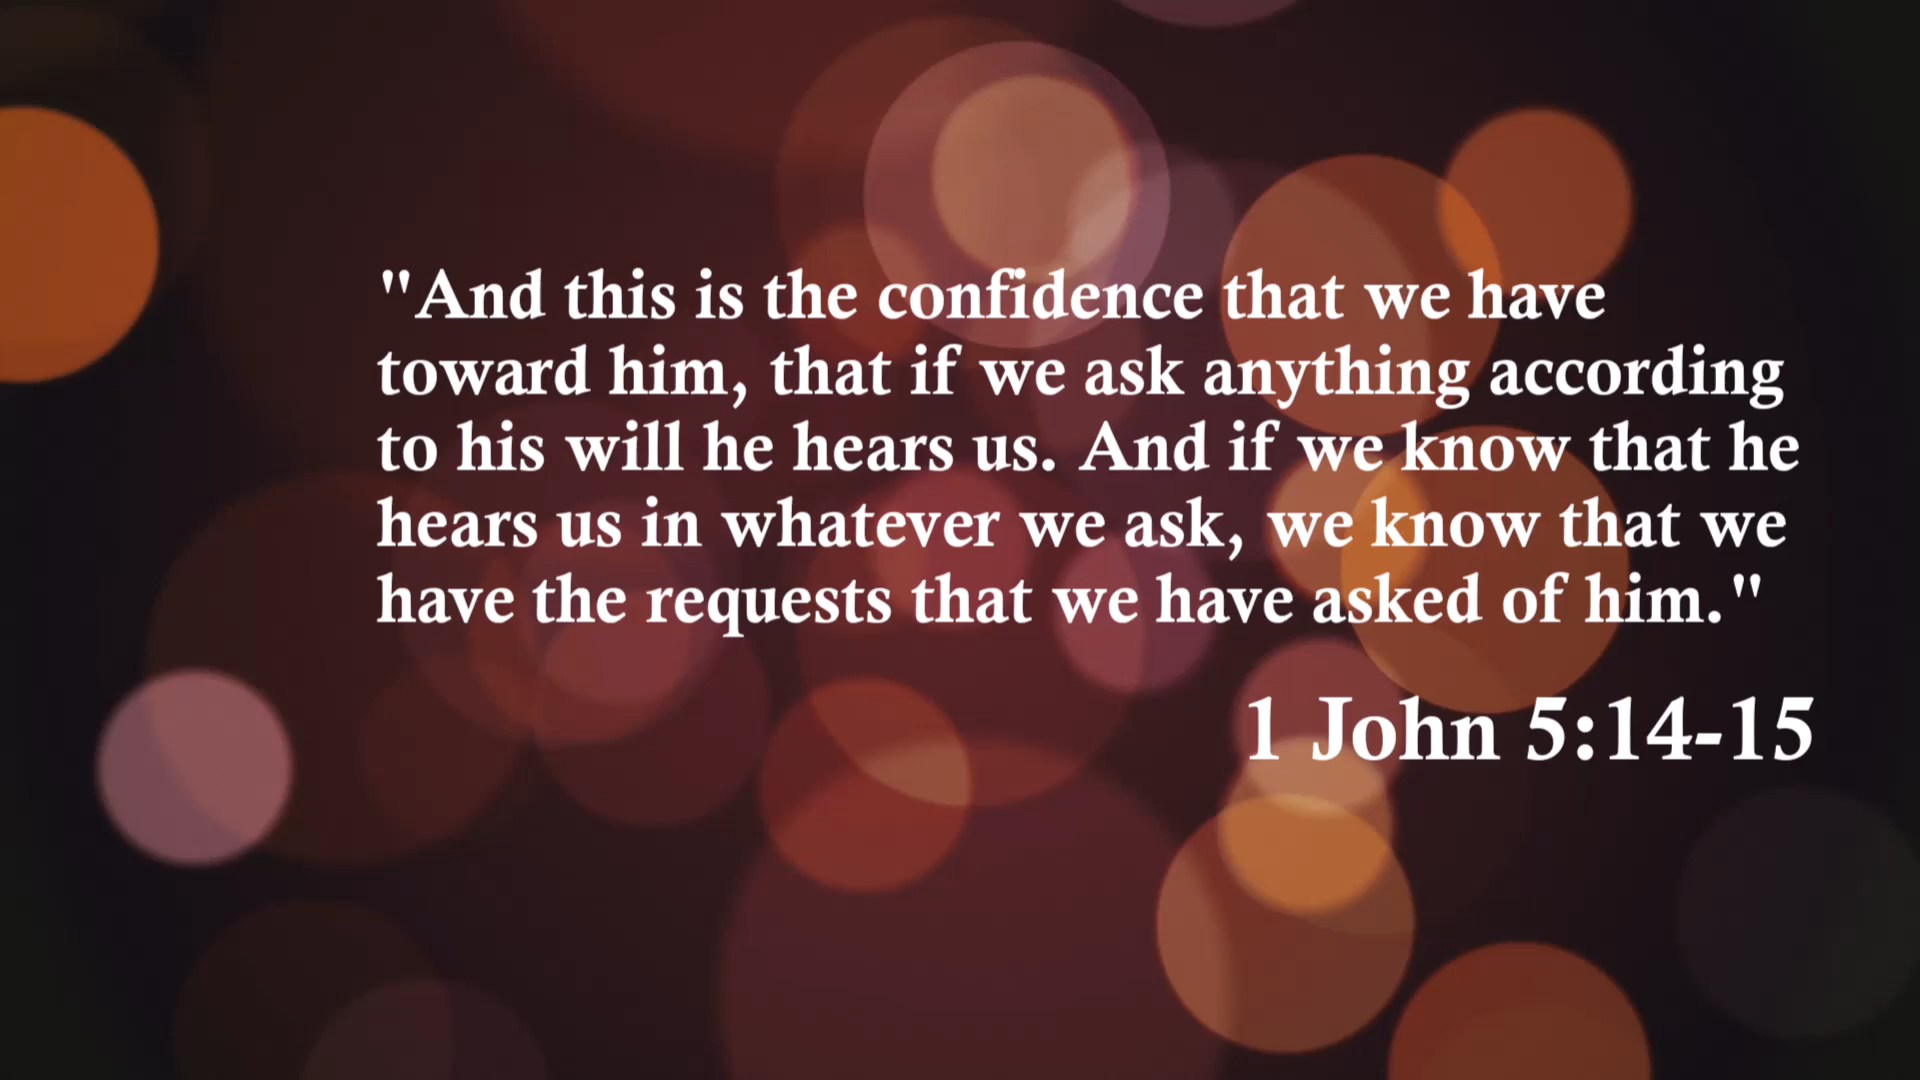 "And this is the confidence that we have
toward him, that if we ask anything according
to his will he hears us. And if we know that he
hears us in whatever we ask, we know that we
have the requests that we have asked of him."
1 John 5:14-15